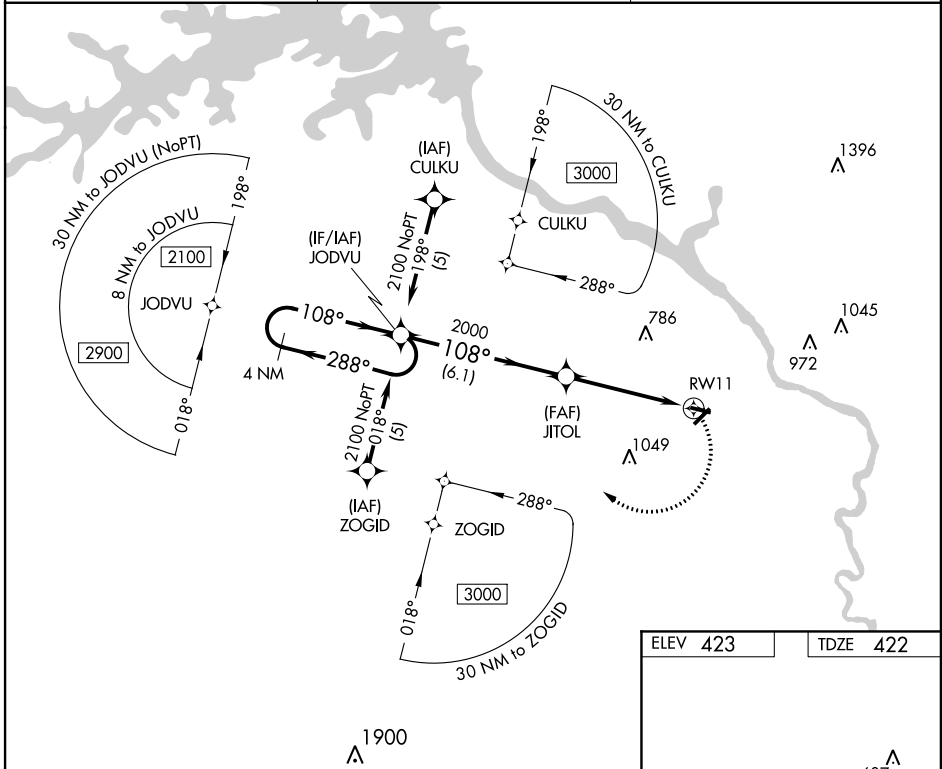 30 NM to JODVU (NoPT)
8 NM to JODVU
198°
2100
JODVU
2900
018°
(IAF)
CULKU
2100 NoPT
198°
(5)
(IF/IAF)
JODVU
30 NM to CULKU
198°
3000
CULKU
288°
1396
1045
972
786
108°
288°
4 NM
2000
108°
(6.1)
(FAF)
JITOL
RW11
1049
2100 NoPT
018°
(5)
(IAF)
ZOGID
288°
ZOGID
018°
3000
30 NM to ZOGID
1900
ELEV 423
TDZE 422